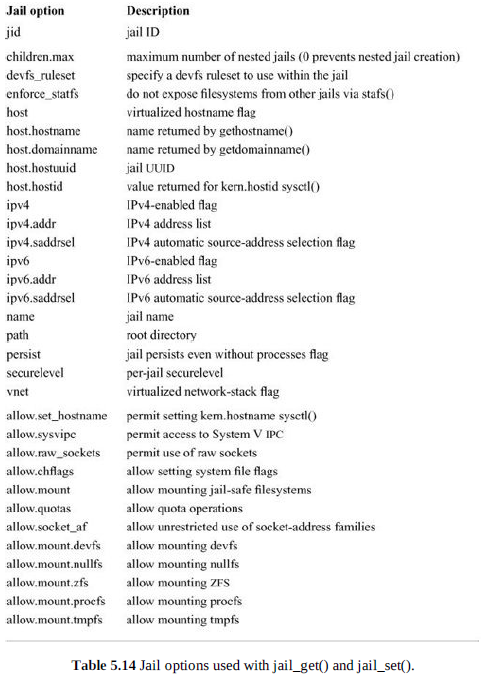 Jail option Description
jid jail ID
children.max maximum number of nested jails (0 prevents nested jail creation)
devfs_ruleset specify a devfs ruleset to use within the jail
enforce_statfs do not expose filesystems from other jails via stafs()
host virtualized hostname flag
host.hostname name returned by gethostname()
host.domainname name returned by getdomainname()
host.hostuuid jail UUID
host.hostid value returned for kern.hostid sysctl()
ipv4 IPv4-enabled flag
ipv4.addr IPv4 address list
ipv4.saddrsel IPv4 automatic source-address selection flag
ipv6 IPv6-enabled flag
ipv6.addr IPv6 address list
ipv6.saddrsel IPv6 automatic source-address selection flag
name jail name
path root directory
persist jail persists even without processes flag
securelevel per-jail securelevel
vnet virtualized network-stack flag
allow.set_hostname permit setting kern.hostname sysctl()
allow.sysvipc permit access to System V IPC
allow.raw_sockets permit use of raw sockets
allow.chflags allow setting system file flags
allow.mount allow mounting jail-safe filesystems
allow.quotas allow quota operations
allow.socket_af allow unrestricted use of socket-address families
allow.mount.devfs allow mounting devfs
allow.mount.nullfs allow mounting nullfs
allow.mount.zfs allow mounting ZFS
allow.mount.procfs allow mounting procfs
allow.mount.tmpfs allow mounting tmpfs
Table 5.14 Jail options used with jail_get() and jail_set().